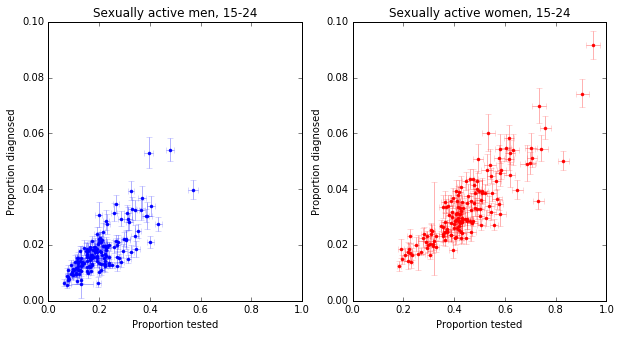 Sexually active men, 15-24
0.10
0.08
0.06
0.04
0.02
0.00
Proportion diagnosed
0.0 0.2 0.4 0.6 0.8 1.0
Proportion tested
Sexually active women, 15-24
0.10
0.08
0.06
0.04
0.02
0.00
Proportion diagnosed
0.0 0.2 0.4 0.6 0.8 1.0
Proportion tested